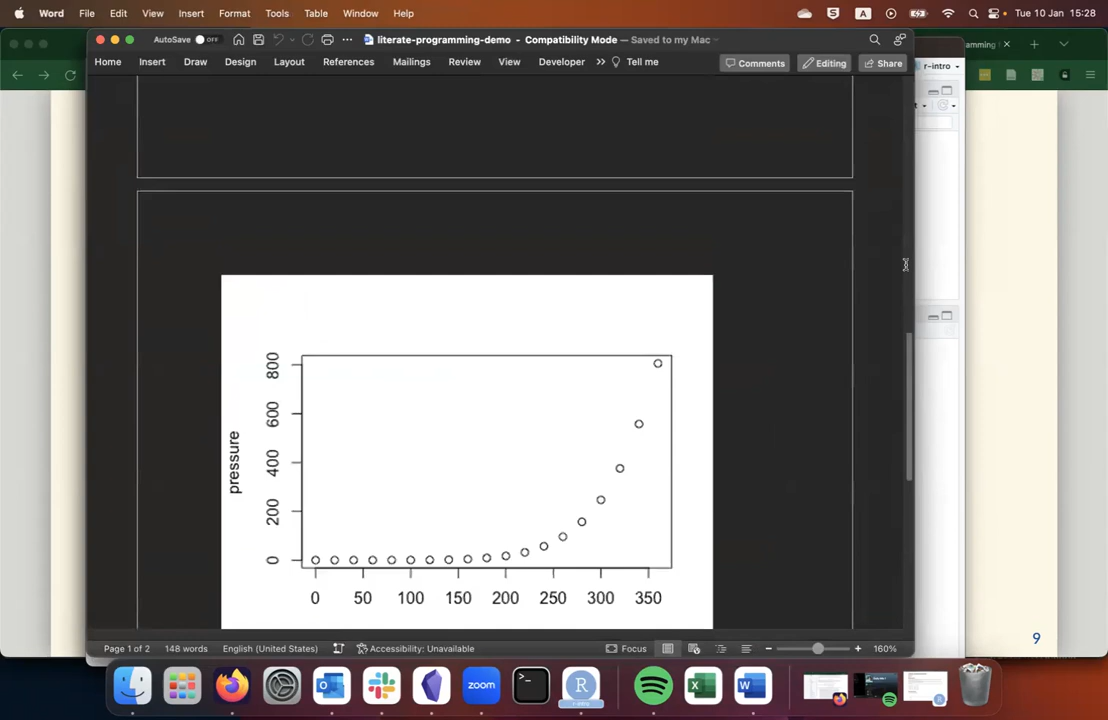 Word File Edit View Insert Format Tools Table Window Help A Tue 10 Jan 15:28
AutoSave OFF literate-programming-demo - Compatibility Mode — Saved to my Mac
Home Insert Draw Design Layout References Mailings Review View Developer Tell me Comments Editing Share
r-intro
pressure
800
600
400
200
0
0 50 100 150 200 250 300 350
9
Page 1 of 2 148 words English (United States) Accessibility: Unavailable Focus 160%
zoom
R
r-intro